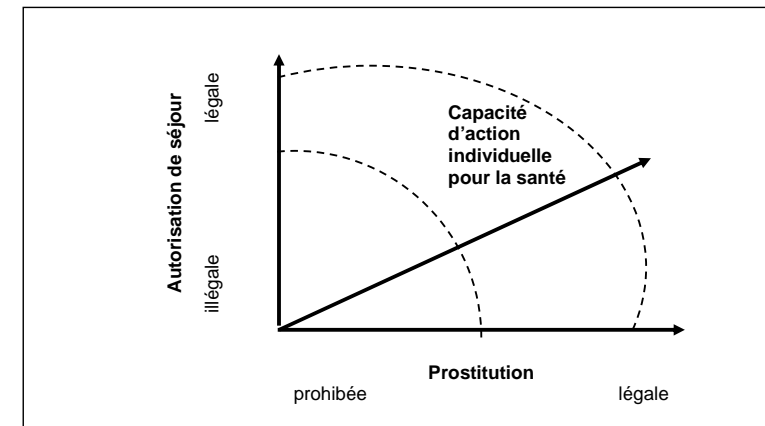 Autorisation de séjour
légale
illégale
Capacité
d’action
individuelle
pour la santé
Prostitution
prohibée
légale